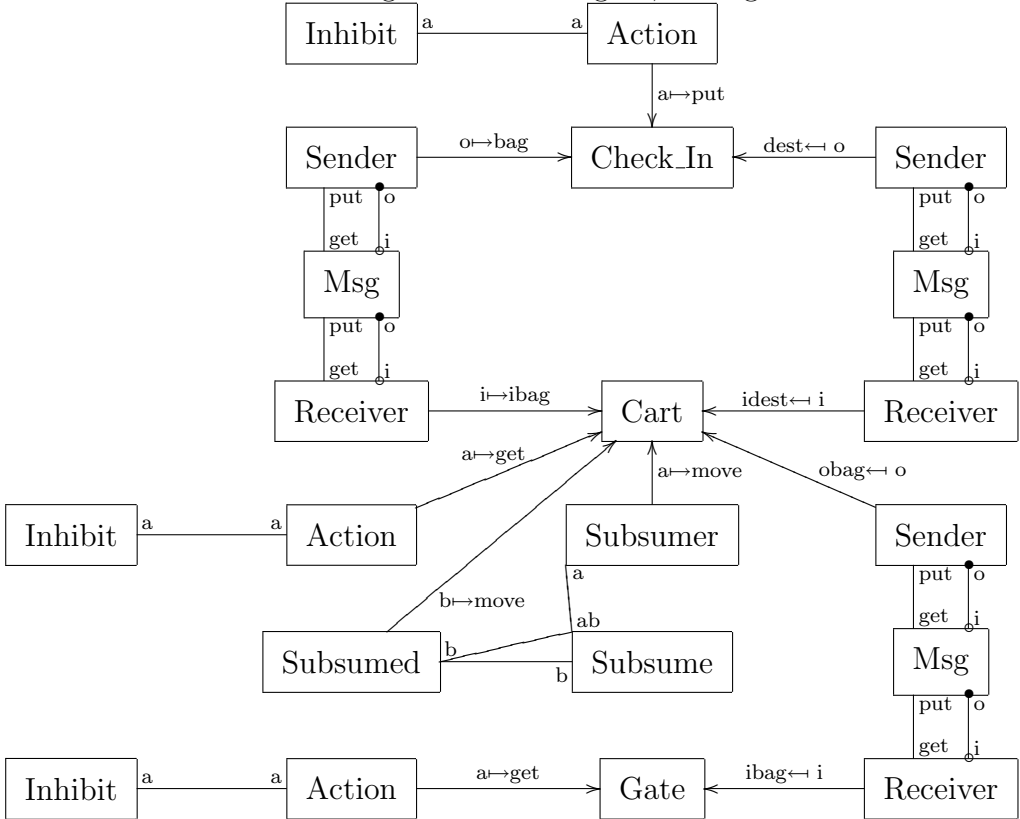 a a
Inhibit Action
a↦put
o↦bag dest↤ o
Sender Check_In Sender
put o put o
get i get i
Msg Msg
put o put o
get i get i
i↦ibag idest↤ i
Receiver Cart Receiver
a↦get a↦move obag↤ o
a a
Inhibit Action Subsumer Sender
a put o
b↦move ab get i
b
Subsumed Subsume Msg
b
put o
get i
a a a↦get ibag↤ i
Inhibit Action Gate Receiver